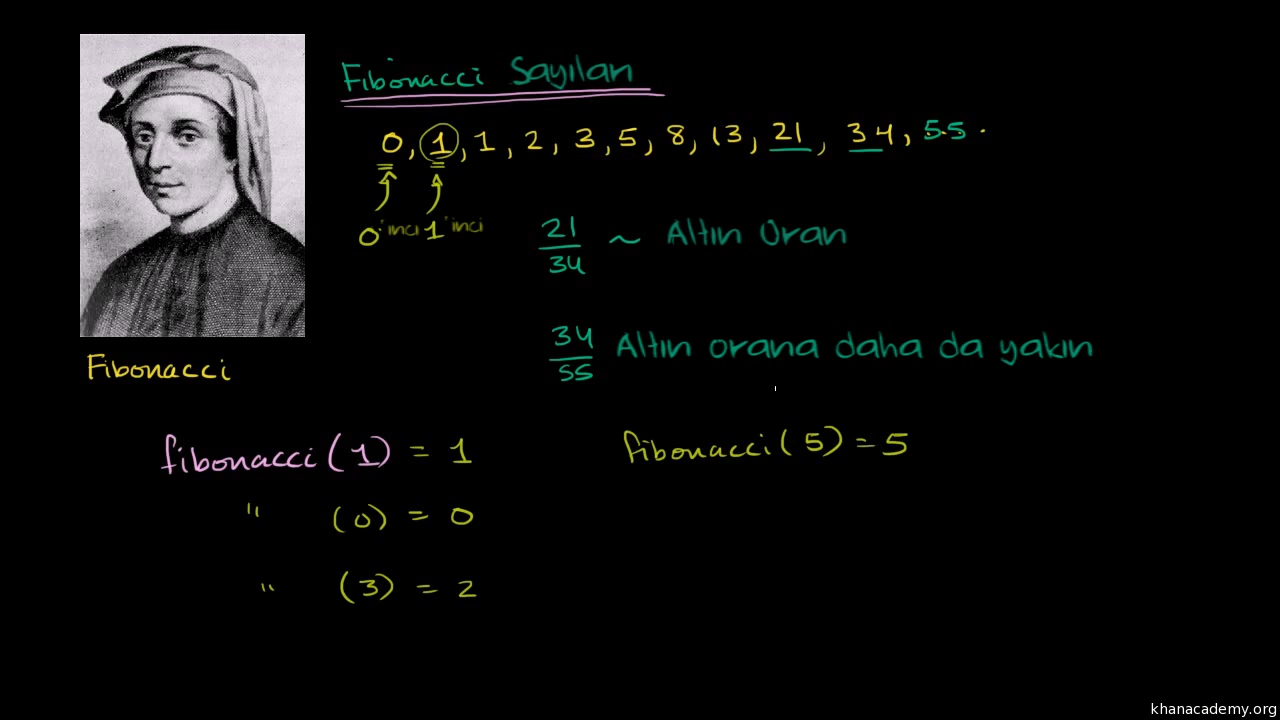 Fibonacci Sayıları
0, 1, 1, 2, 3, 5, 8, 13, 21, 34, 55.
0'ıncı 1'inci
21/34 ~ Altın Oran
34/55 Altın orana daha da yakın
Fibonacci
fibonacci(1) = 1
fibonacci(5) = 5
" (0) = 0
" (3) = 2
khanacademy.org